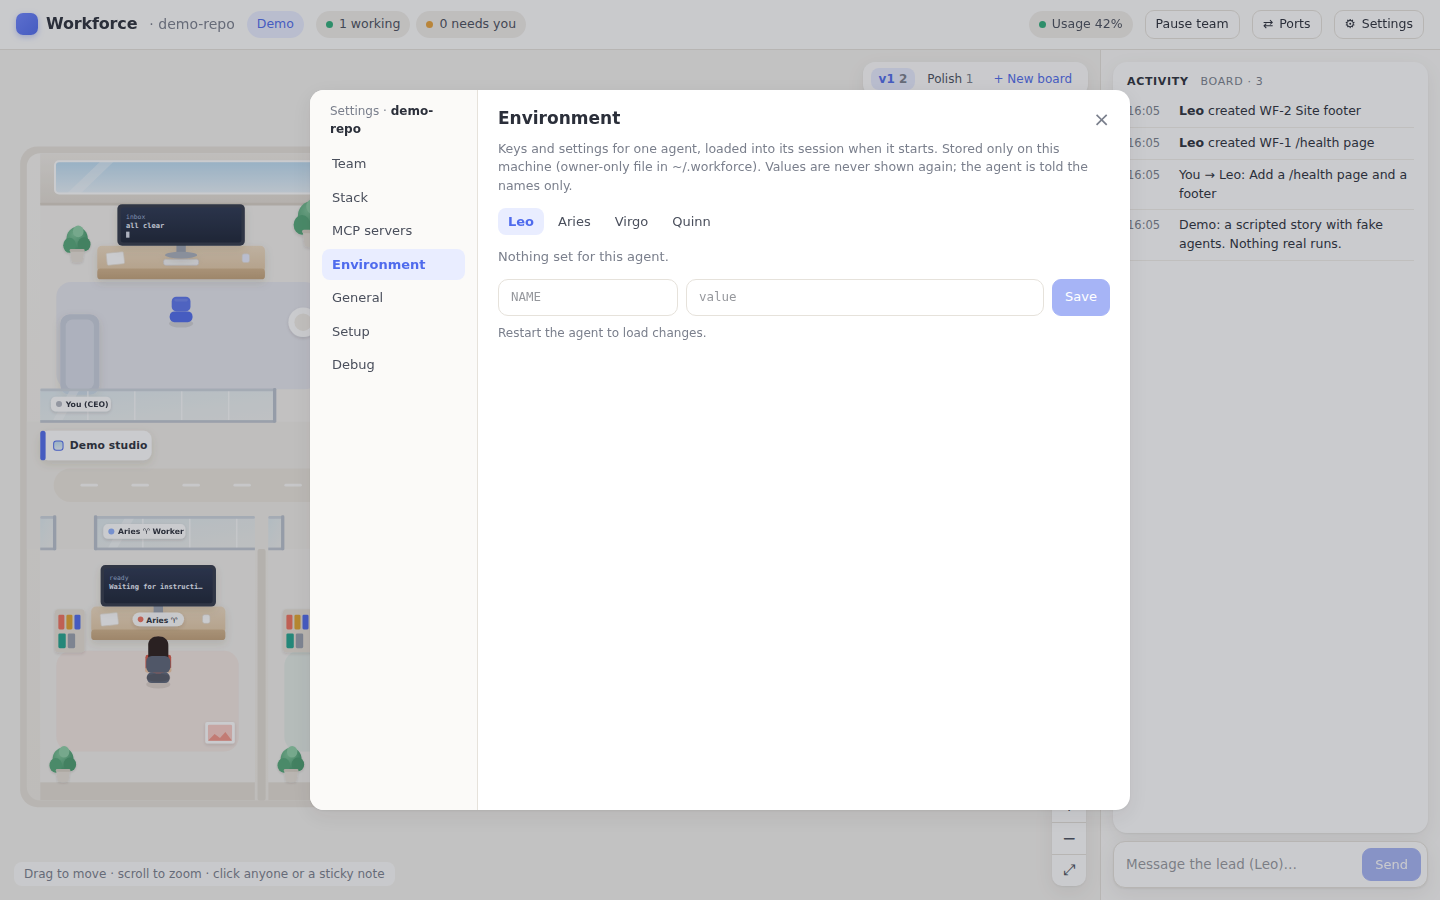 Workforce · demo-repo Demo 1 working 0 needs you Usage 42% Pause team ⇄ Ports ⚙ Settings
v1 2 Polish 1 + New board
inbox
all clear
You (CEO)
Demo studio
Aries ♈ Worker
ready
Waiting for instructi…
Aries ♈
Drag to move · scroll to zoom · click anyone or a sticky note
Settings · demo-
repo
Team
Stack
MCP servers
Environment
General
Setup
Debug
Environment
×
Keys and settings for one agent, loaded into its session when it starts. Stored only on this
machine (owner-only file in ~/.workforce). Values are never shown again; the agent is told the
names only.
Leo Aries Virgo Quinn
Nothing set for this agent.
NAME value Save
Restart the agent to load changes.
−
ACTIVITY BOARD · 3
16:05 Leo created WF-2 Site footer
16:05 Leo created WF-1 /health page
16:05 You → Leo: Add a /health page and a
footer
16:05 Demo: a scripted story with fake
agents. Nothing real runs.
Message the lead (Leo)… Send